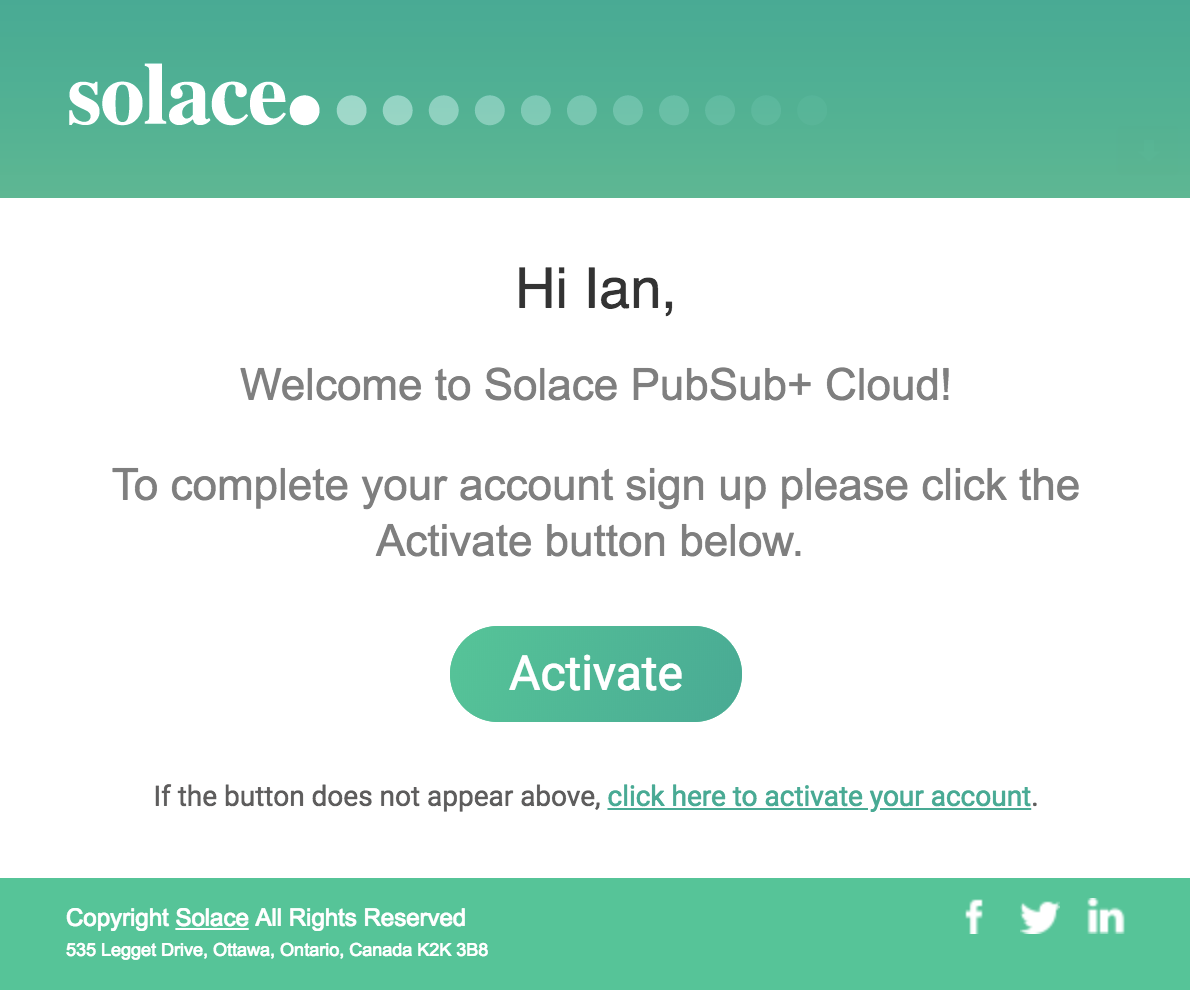 solace
Hi Ian,
Welcome to Solace PubSub+ Cloud!
To complete your account sign up please click the
Activate button below.
Activate
If the button does not appear above, click here to activate your account.
Copyright Solace All Rights Reserved
535 Legget Drive, Ottawa, Ontario, Canada K2K 3B8